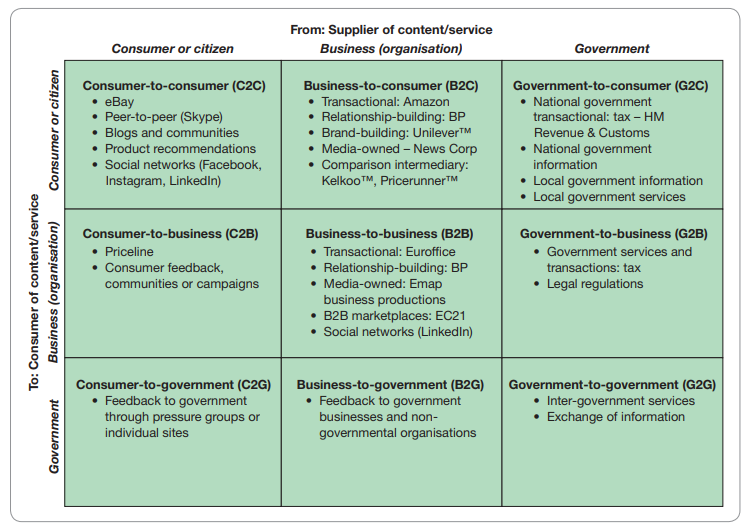 From: Supplier of content/service
Consumer or citizen
Business (organisation)
Government
To: Consumer of content/service
Consumer or citizen
Consumer-to-consumer (C2C)
• eBay
• Peer-to-peer (Skype)
• Blogs and communities
• Product recommendations
• Social networks (Facebook,
Instagram, LinkedIn)
Business-to-consumer (B2C)
• Transactional: Amazon
• Relationship-building: BP
• Brand-building: Unilever™
• Media-owned – News Corp
• Comparison intermediary:
Kelkoo™, Pricerunner™
Government-to-consumer (G2C)
• National government
transactional: tax – HM
Revenue & Customs
• National government
information
• Local government information
• Local government services
Business (organisation)
Consumer-to-business (C2B)
• Priceline
• Consumer feedback,
communities or campaigns
Business-to-business (B2B)
• Transactional: Euroffice
• Relationship-building: BP
• Media-owned: Emap
business productions
• B2B marketplaces: EC21
• Social networks (LinkedIn)
Government-to-business (G2B)
• Government services and
transactions: tax
• Legal regulations
Government
Consumer-to-government (C2G)
• Feedback to government
through pressure groups or
individual sites
Business-to-government (B2G)
• Feedback to government
businesses and non-
governmental organisations
Government-to-government (G2G)
• Inter-government services
• Exchange of information